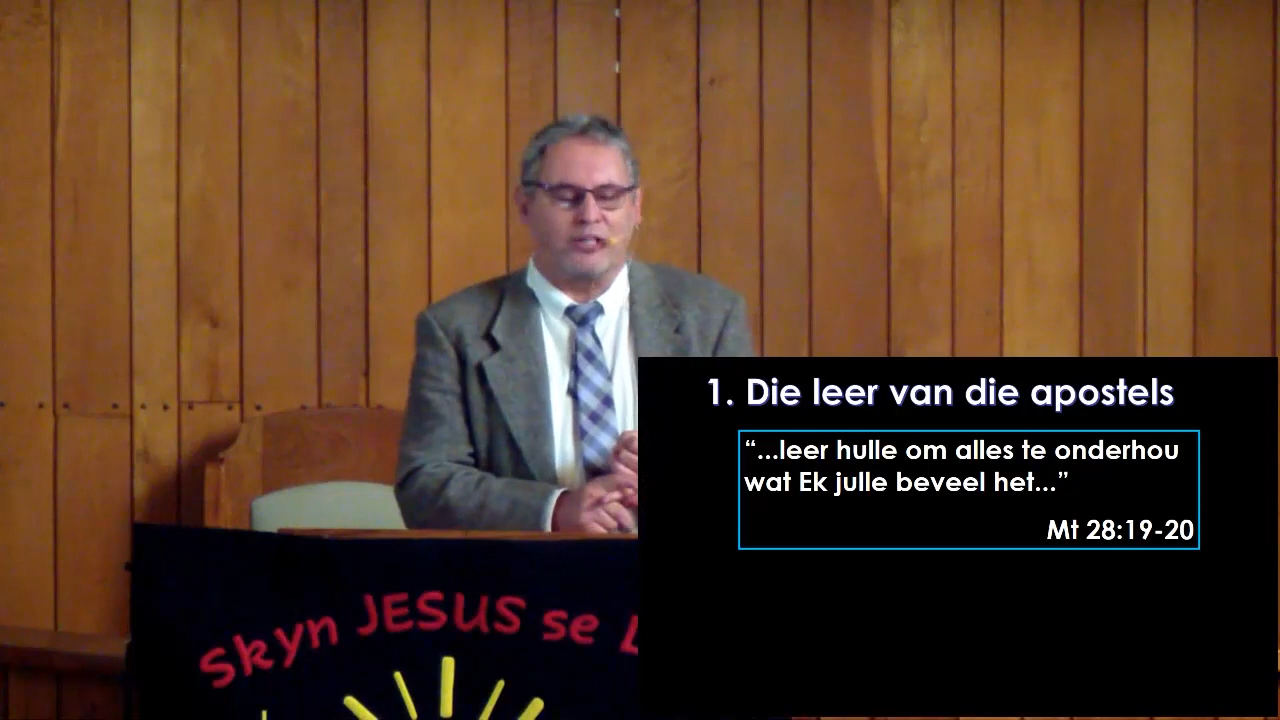 1. Die leer van die apostels
“...leer hulle om alles te onderhou
wat Ek julle beveel het...”
Mt 28:19-20
Skyn JESUS se